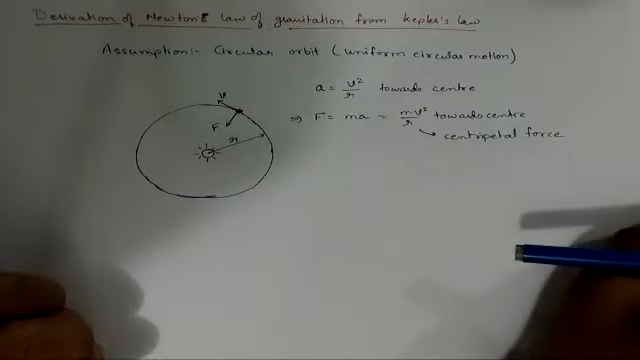 Derivation of Newton's law of gravitation from Kepler's law
Assumption:- Circular orbit (uniform circular motion)
a = v²/r towards centre
⇒ F = ma = mv²/r towards centre
→ centripetal force
v
F
r